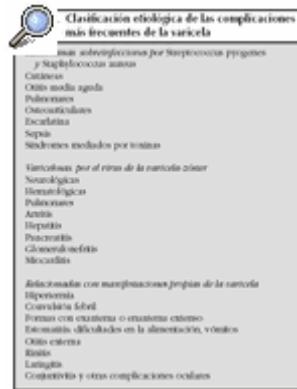 Clasificación etiológica de las complicaciones
más frecuentes de la varicela
sobreinfecciones por Streptococcus pyogenes
y Staphylococcus aureus
Cutáneas
Otitis media aguda
Pulmonares
Osteoarticulares
Escarlatina
Sepsis
Síndromes mediados por toxinas
Varicelosas: por el virus de la varicela-zóster
Neurológicas
Hematológicas
Pulmonares
Artritis
Hepatitis
Pancreatitis
Glomerulonefritis
Miocarditis
Relacionadas con manifestaciones propias de la varicela
Hipertermia
Convulsión febril
Formas con exantema o enantema extenso
Estomatitis: dificultades en la alimentación, vómitos
Otitis externa
Rinitis
Laringitis
Conjuntivitis y otras complicaciones oculares